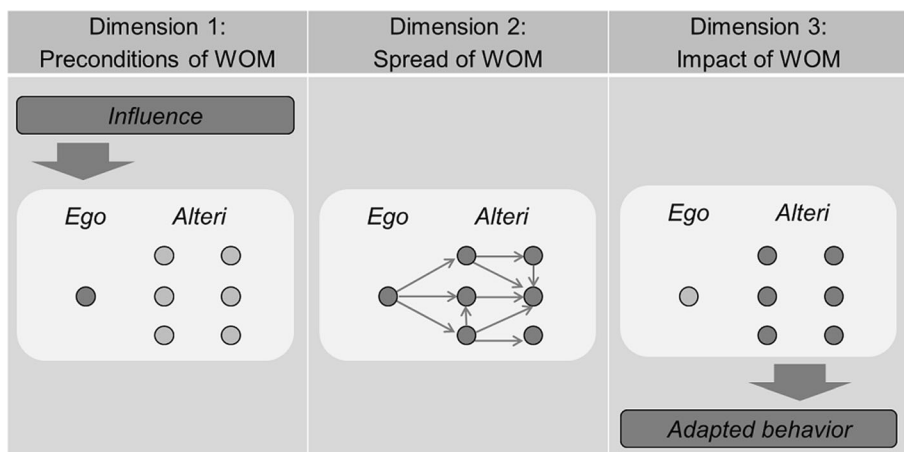 Dimension 1:
Preconditions of WOM
Dimension 2:
Spread of WOM
Dimension 3:
Impact of WOM
Influence
Ego Alteri
Ego Alteri
Ego Alteri
Adapted behavior